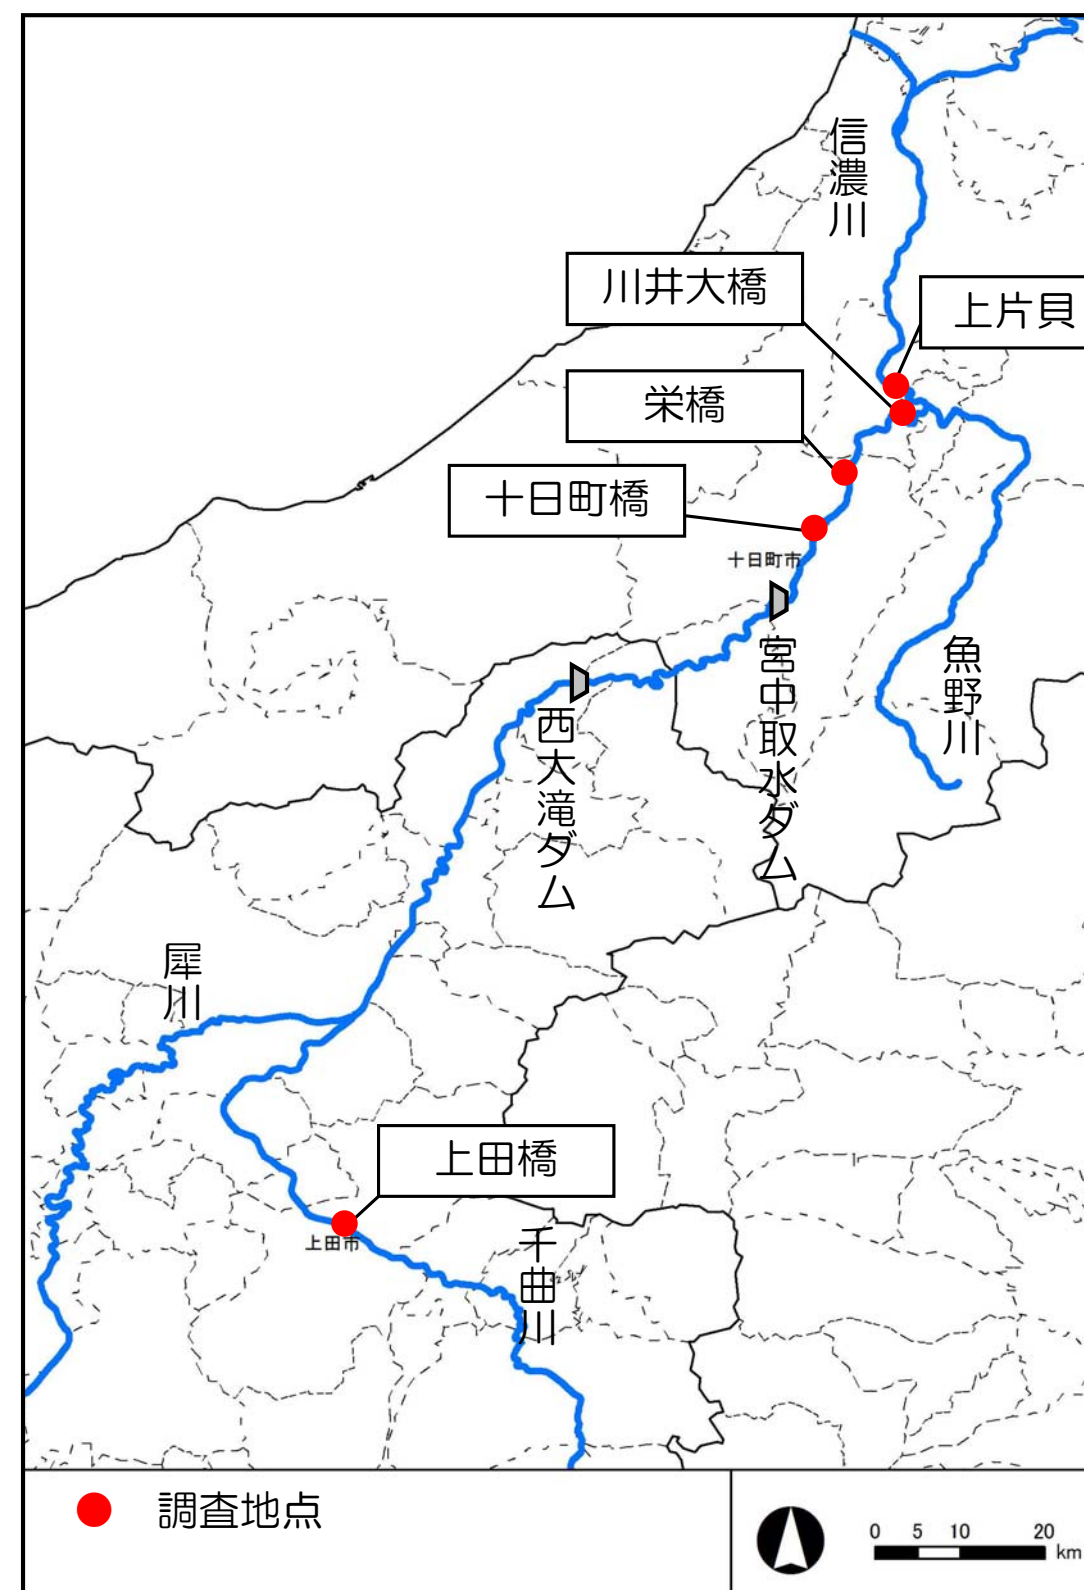 信濃川
川井大橋
上片貝
栄橋
十日町橋
十日町市
宮中取水ダム
魚野川
西大滝ダム
犀川
上田橋
上田市
千曲川
調査地点
0 5 10 20
km